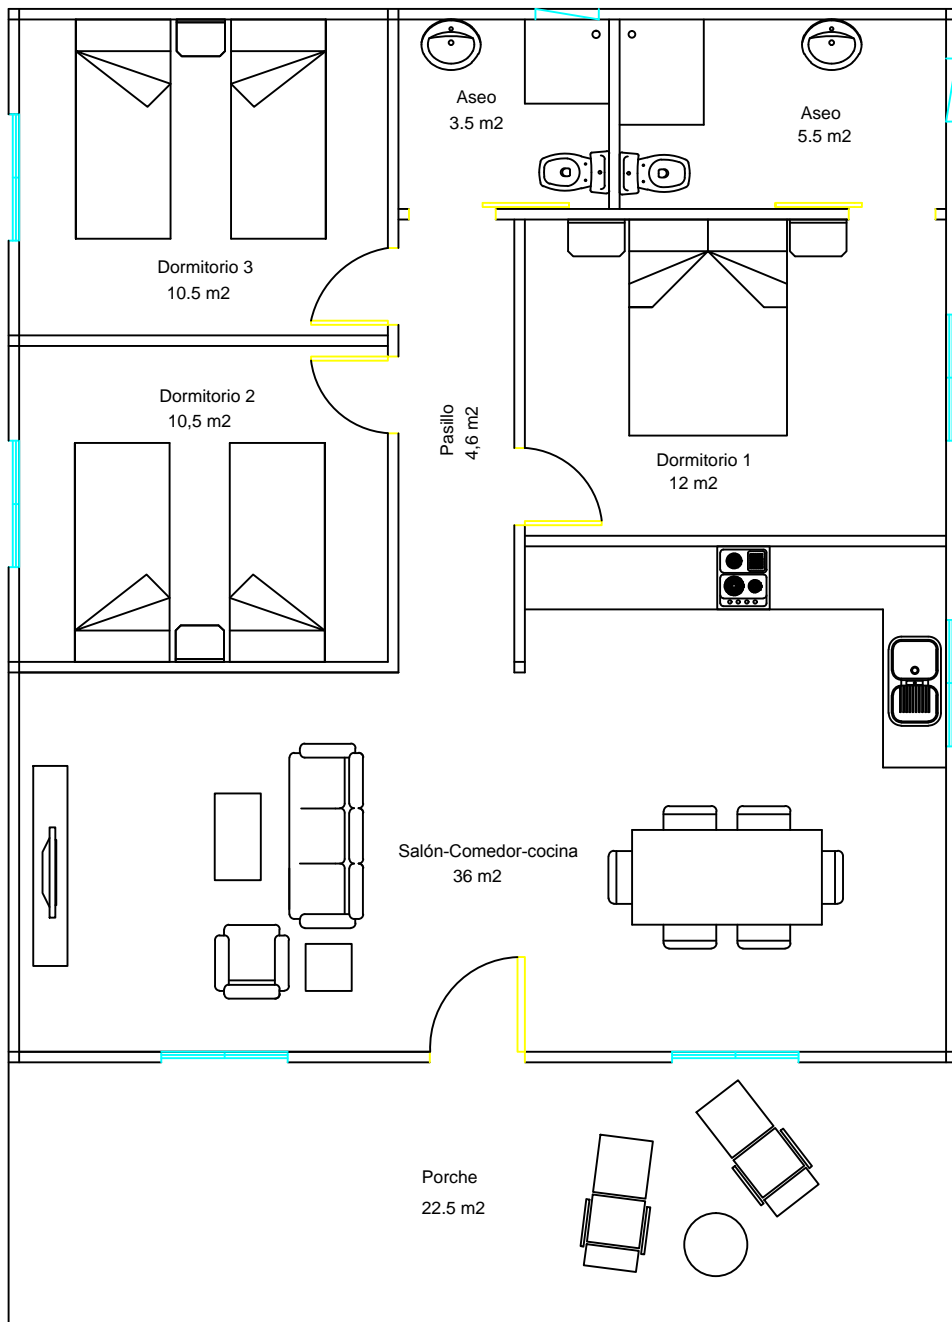 Aseo
3.5 m2
Aseo
5.5 m2
Dormitorio 3
10.5 m2
Dormitorio 2
10,5 m2
Pasillo
4,6 m2
Dormitorio 1
12 m2
Salón-Comedor-cocina
36 m2
Porche
22.5 m2